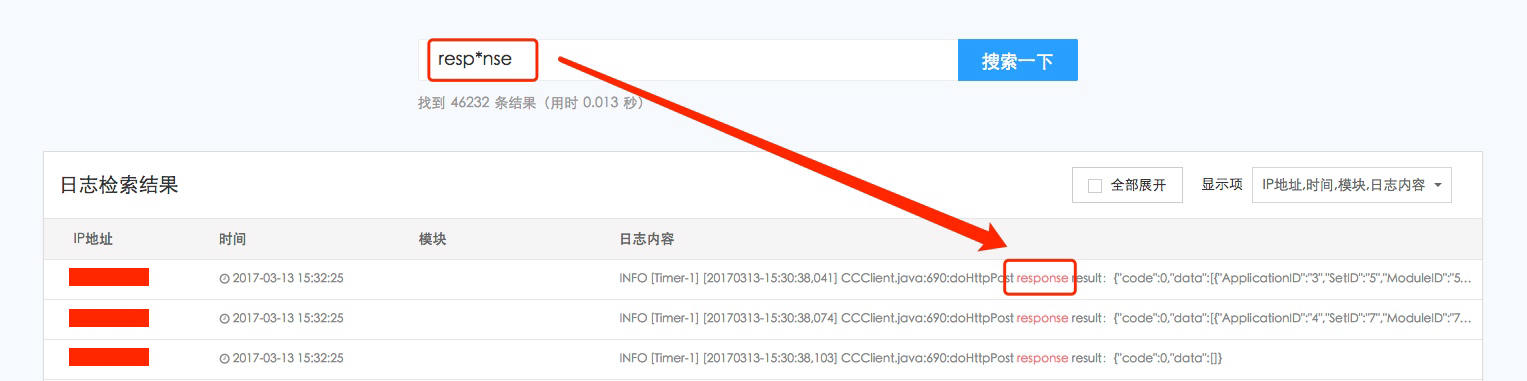 resp*nse
搜索一下
找到 46232 条结果（用时 0.013 秒）
日志检索结果
全部展开
显示项
IP地址,时间,模块,日志内容
IP地址 时间 模块 日志内容
2017-03-13 15:32:25 INFO [Timer-1] [20170313-15:30:38,041] CCClient.java:690:doHttpPost response result：{"code":0,"data":[{"ApplicationID":"3","SetID":"5","ModuleID":"5...
2017-03-13 15:32:25 INFO [Timer-1] [20170313-15:30:38,074] CCClient.java:690:doHttpPost response result：{"code":0,"data":[{"ApplicationID":"4","SetID":"7","ModuleID":"7...
2017-03-13 15:32:25 INFO [Timer-1] [20170313-15:30:38,103] CCClient.java:690:doHttpPost response result：{"code":0,"data":[]}